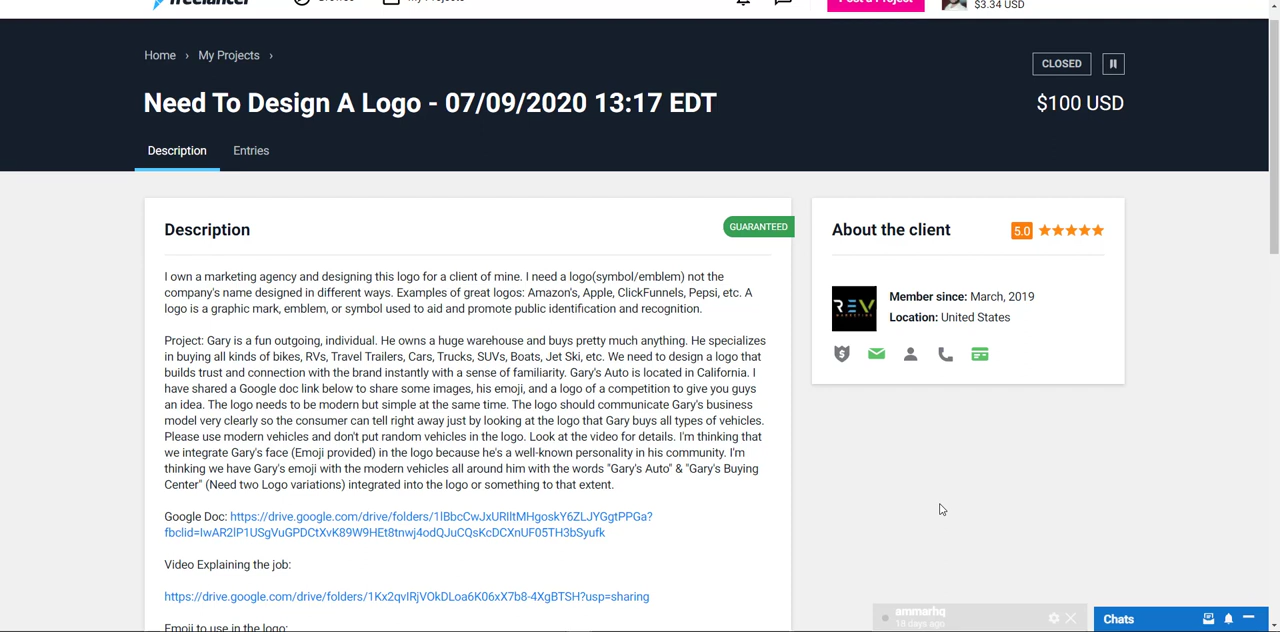 freelancer
$3.34 USD
Home › My Projects ›
CLOSED
Need To Design A Logo - 07/09/2020 13:17 EDT
$100 USD
Description Entries
Description
GUARANTEED
I own a marketing agency and designing this logo for a client of mine. I need a logo(symbol/emblem) not the
company's name designed in different ways. Examples of great logos: Amazon's, Apple, ClickFunnels, Pepsi, etc. A
logo is a graphic mark, emblem, or symbol used to aid and promote public identification and recognition.
Project: Gary is a fun outgoing, individual. He owns a huge warehouse and buys pretty much anything. He specializes
in buying all kinds of bikes, RVs, Travel Trailers, Cars, Trucks, SUVs, Boats, Jet Ski, etc. We need to design a logo that
builds trust and connection with the brand instantly with a sense of familiarity. Gary's Auto is located in California. I
have shared a Google doc link below to share some images, his emoji, and a logo of a competition to give you guys
an idea. The logo needs to be modern but simple at the same time. The logo should communicate Gary's business
model very clearly so the consumer can tell right away just by looking at the logo that Gary buys all types of vehicles.
Please use modern vehicles and don't put random vehicles in the logo. Look at the video for details. I'm thinking that
we integrate Gary's face (Emoji provided) in the logo because he's a well-known personality in his community. I'm
thinking we have Gary's emoji with the modern vehicles all around him with the words "Gary's Auto" & "Gary's Buying
Center" (Need two Logo variations) integrated into the logo or something to that extent.
Google Doc: https://drive.google.com/drive/folders/1lBbcCwJxURIltMHgoskY6ZLJYGgtPPGa?
fbclid=IwAR2lP1USgVuGPDCtXvK89W9HEt8tnwj4odQJuCQsKcDCXnUF05TH3bSyufk
Video Explaining the job:
https://drive.google.com/drive/folders/1Kx2qvIRjVOkDLoa6K06xX7b8-4XgBTSH?usp=sharing
Emoji to use in the logo:
About the client
5.0
REV
Member since: March, 2019
Location: United States
ammarhq
18 days ago
Chats